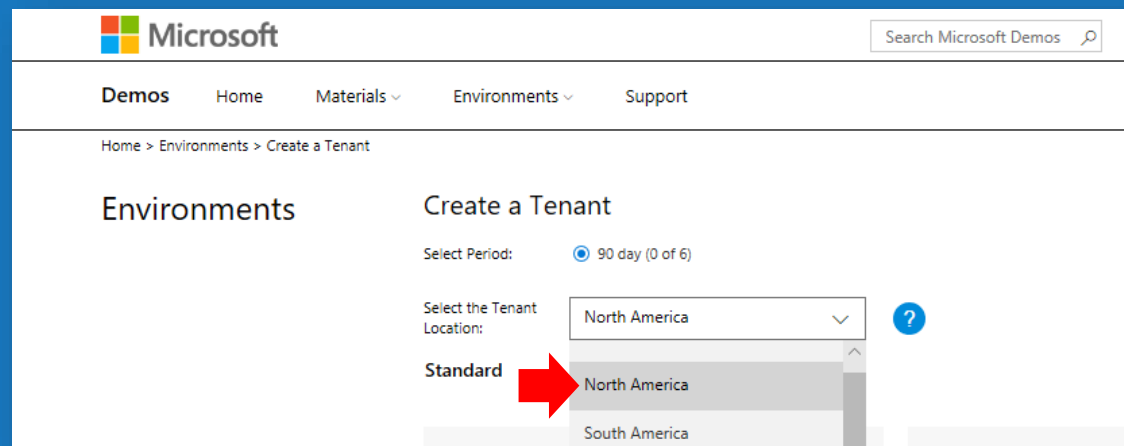 Microsoft
Search Microsoft Demos
Demos Home Materials Environments Support
Home > Environments > Create a Tenant
Environments
Create a Tenant
Select Period: 90 day (0 of 6)
Select the Tenant
Location:
North America
?
Standard
North America
South America